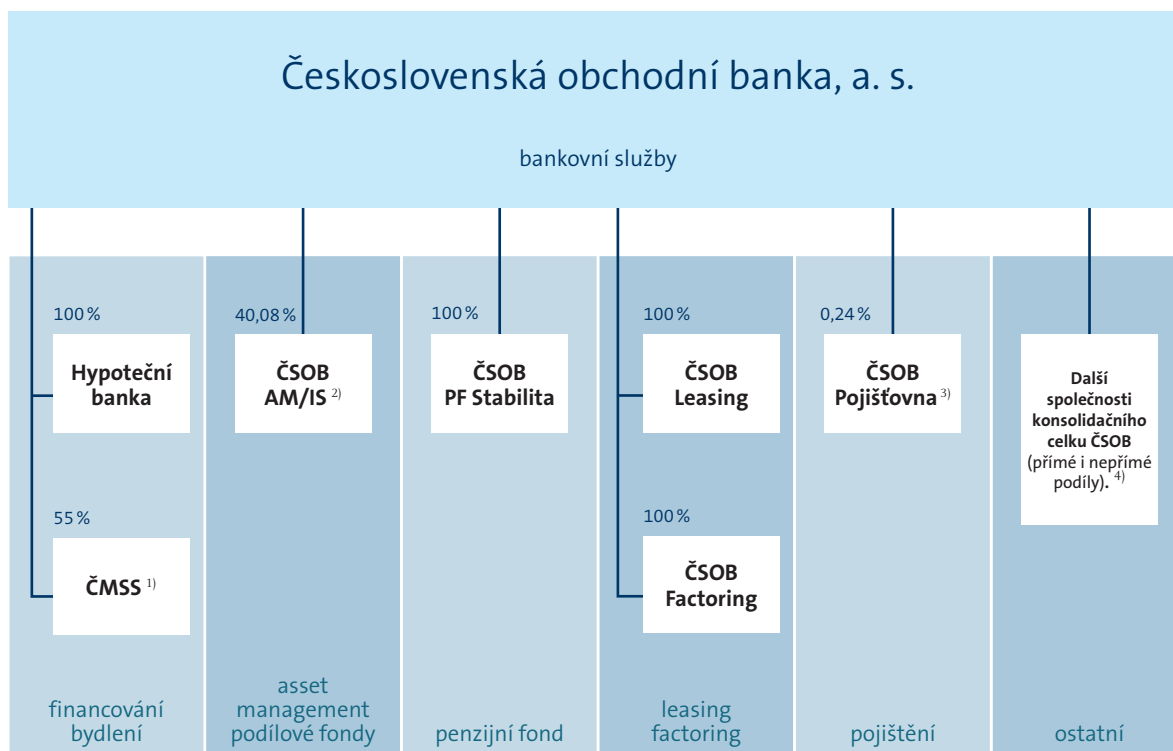 Československá obchodní banka, a. s.
bankovní služby
100 %
Hypoteční
banka
55 %
ČMSS 1)
financování
bydlení
40,08 %
ČSOB
AM/IS 2)
asset
management
podílové fondy
100 %
ČSOB
PF Stabilita
penzijní fond
100 %
ČSOB
Leasing
100 %
ČSOB
Factoring
leasing
factoring
0,24 %
ČSOB
Pojišťovna 3)
pojištění
Další
společnosti
konsolidačního
celku ČSOB
(přímé i nepřímé
podíly). 4)
ostatní